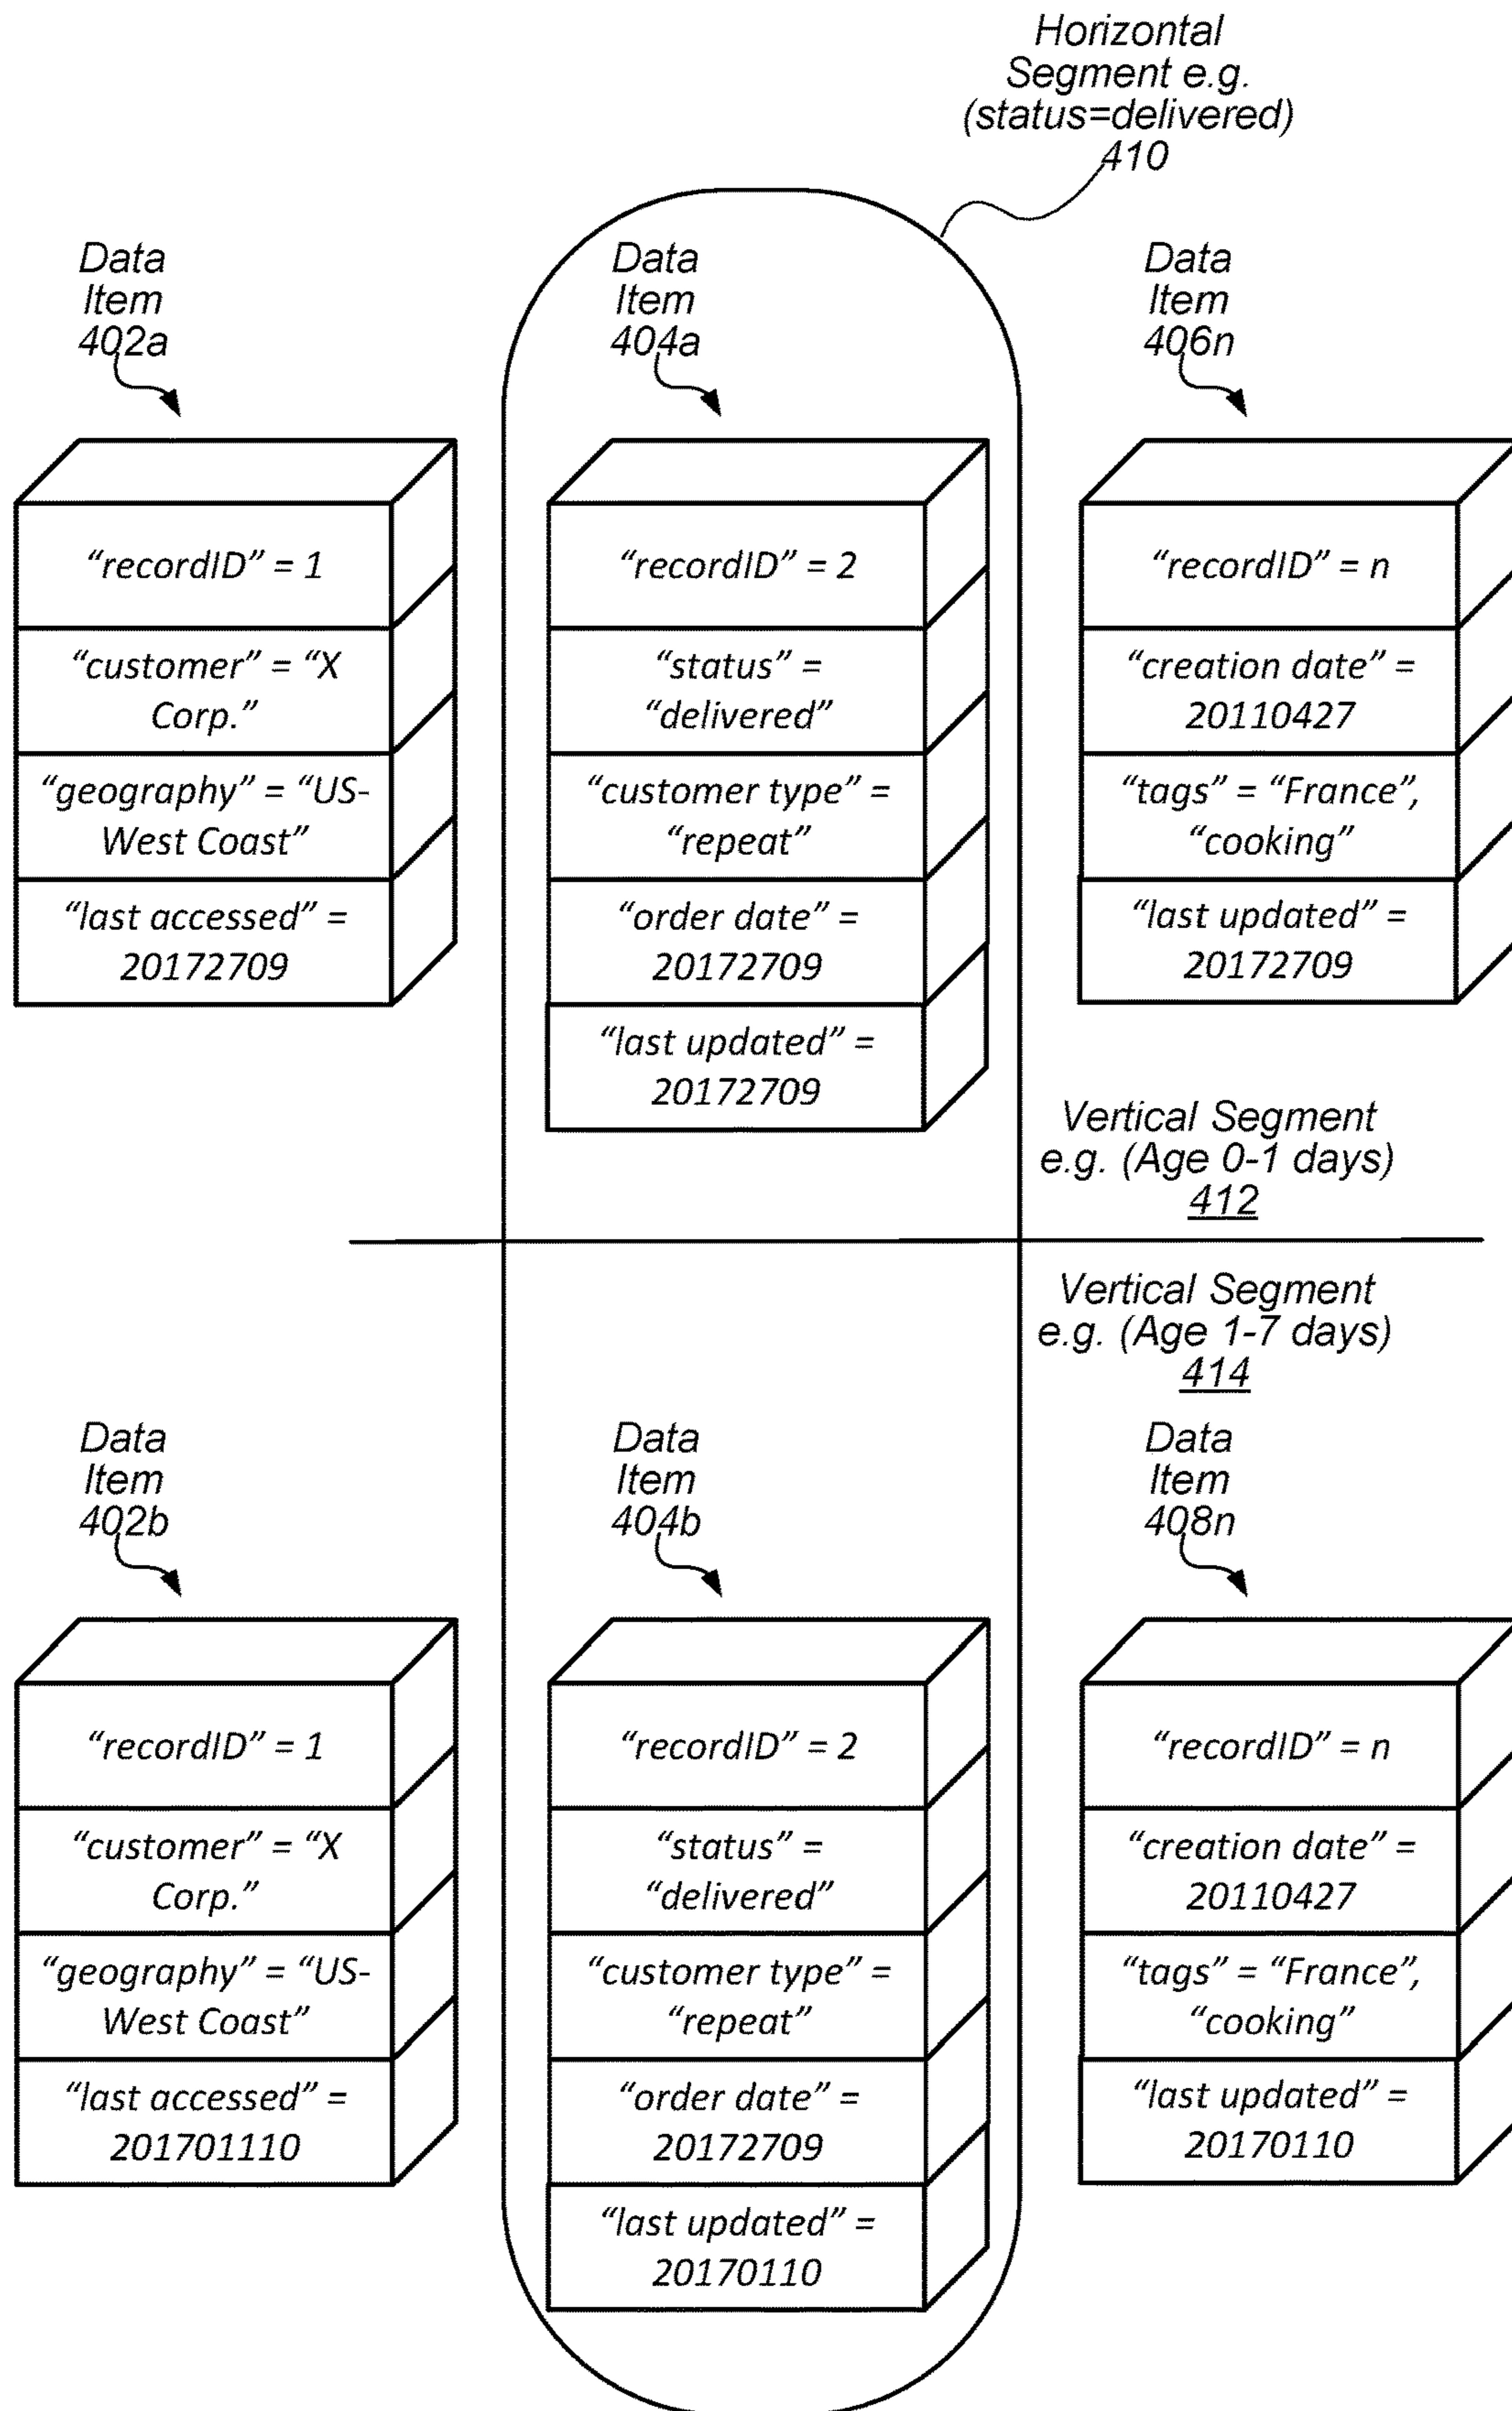 Horizontal
Segment e.g.
(status=delivered)
410
Data
Item
402a
Data
Item
404a
Data
Item
406n
“recordID” = 1
“customer” = “X
Corp.”
“geography” = “US-
West Coast”
“last accessed” =
20172709
“recordID” = 2
“status” =
“delivered”
“customer type” =
“repeat”
“order date” =
20172709
“last updated” =
20172709
“recordID” = n
“creation date” =
20110427
“tags” = “France”,
“cooking”
“last updated” =
20172709
Vertical Segment
e.g. (Age 0-1 days)
412
Vertical Segment
e.g. (Age 1-7 days)
414
Data
Item
402b
Data
Item
404b
Data
Item
408n
“recordID” = 1
“customer” = “X
Corp.”
“geography” = “US-
West Coast”
“last accessed” =
201701110
“recordID” = 2
“status” =
“delivered”
“customer type” =
“repeat”
“order date” =
20172709
“last updated” =
20170110
“recordID” = n
“creation date” =
20110427
“tags” = “France”,
“cooking”
“last updated” =
20170110